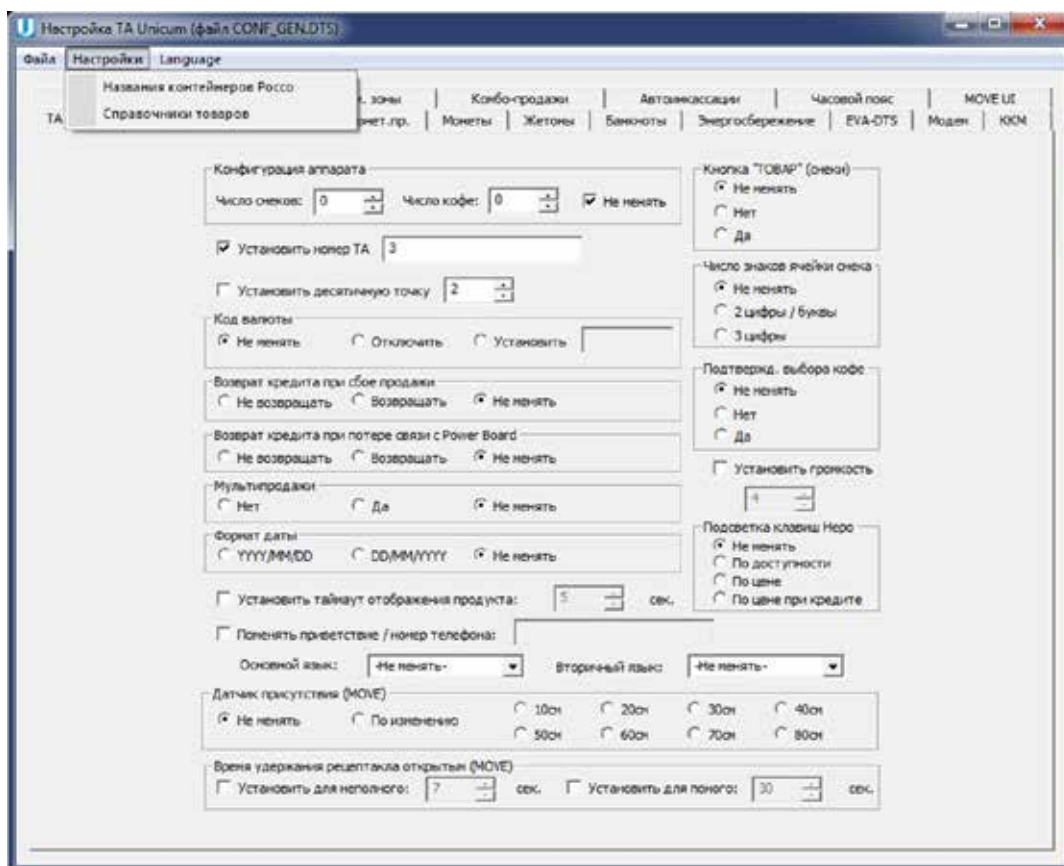 Настройка TA Unicum (файл CONF_GEN.DTS)
Файл Настройки Language
Названия контейнеров Россо
Справочники товаров
зоны Комбо-продажи Автоинкассации Часовой пояс MOVE UI
ТА Монеты Жетоны Банкноты Энергосбережение EVA-DTS Модем ККМ
Конфигурация аппарата
Число снеков: 0 Число кофе: 0 Не менять
Установить номер ТА 3
Установить десятичную точку 2
Код валюты
Не менять Отключить Установить
Возврат кредита при сбое продажи
Не возвращать Возвращать Не менять
Возврат кредита при потере связи с Power Board
Не возвращать Возвращать Не менять
Мультипродажи
Нет Да Не менять
Формат даты
YYYY/MM/DD DD/MM/YYYY Не менять
Установить таймаут отображения продукта: 5 сек.
Поменять приветствие / номер телефона:
Основной язык: -Не менять- Вторичный язык: -Не менять-
Кнопка "ТОВАР" (снеки)
Не менять
Нет
Да
Число знаков ячейки снека
Не менять
2 цифры / буквы
3 цифры
Подтвержд. выбора кофе
Не менять
Нет
Да
Установить громкость
4
Подсветка клавиш Неро
Не менять
По доступности
По цене
По цене при кредите
Датчик присутствия (MOVE)
Не менять По изменению 10см 20см 30см 40см
50см 60см 70см 80см
Время удержания рецептакла открытым (MOVE)
Установить для неполного: 7 сек. Установить для поного: 30 сек.